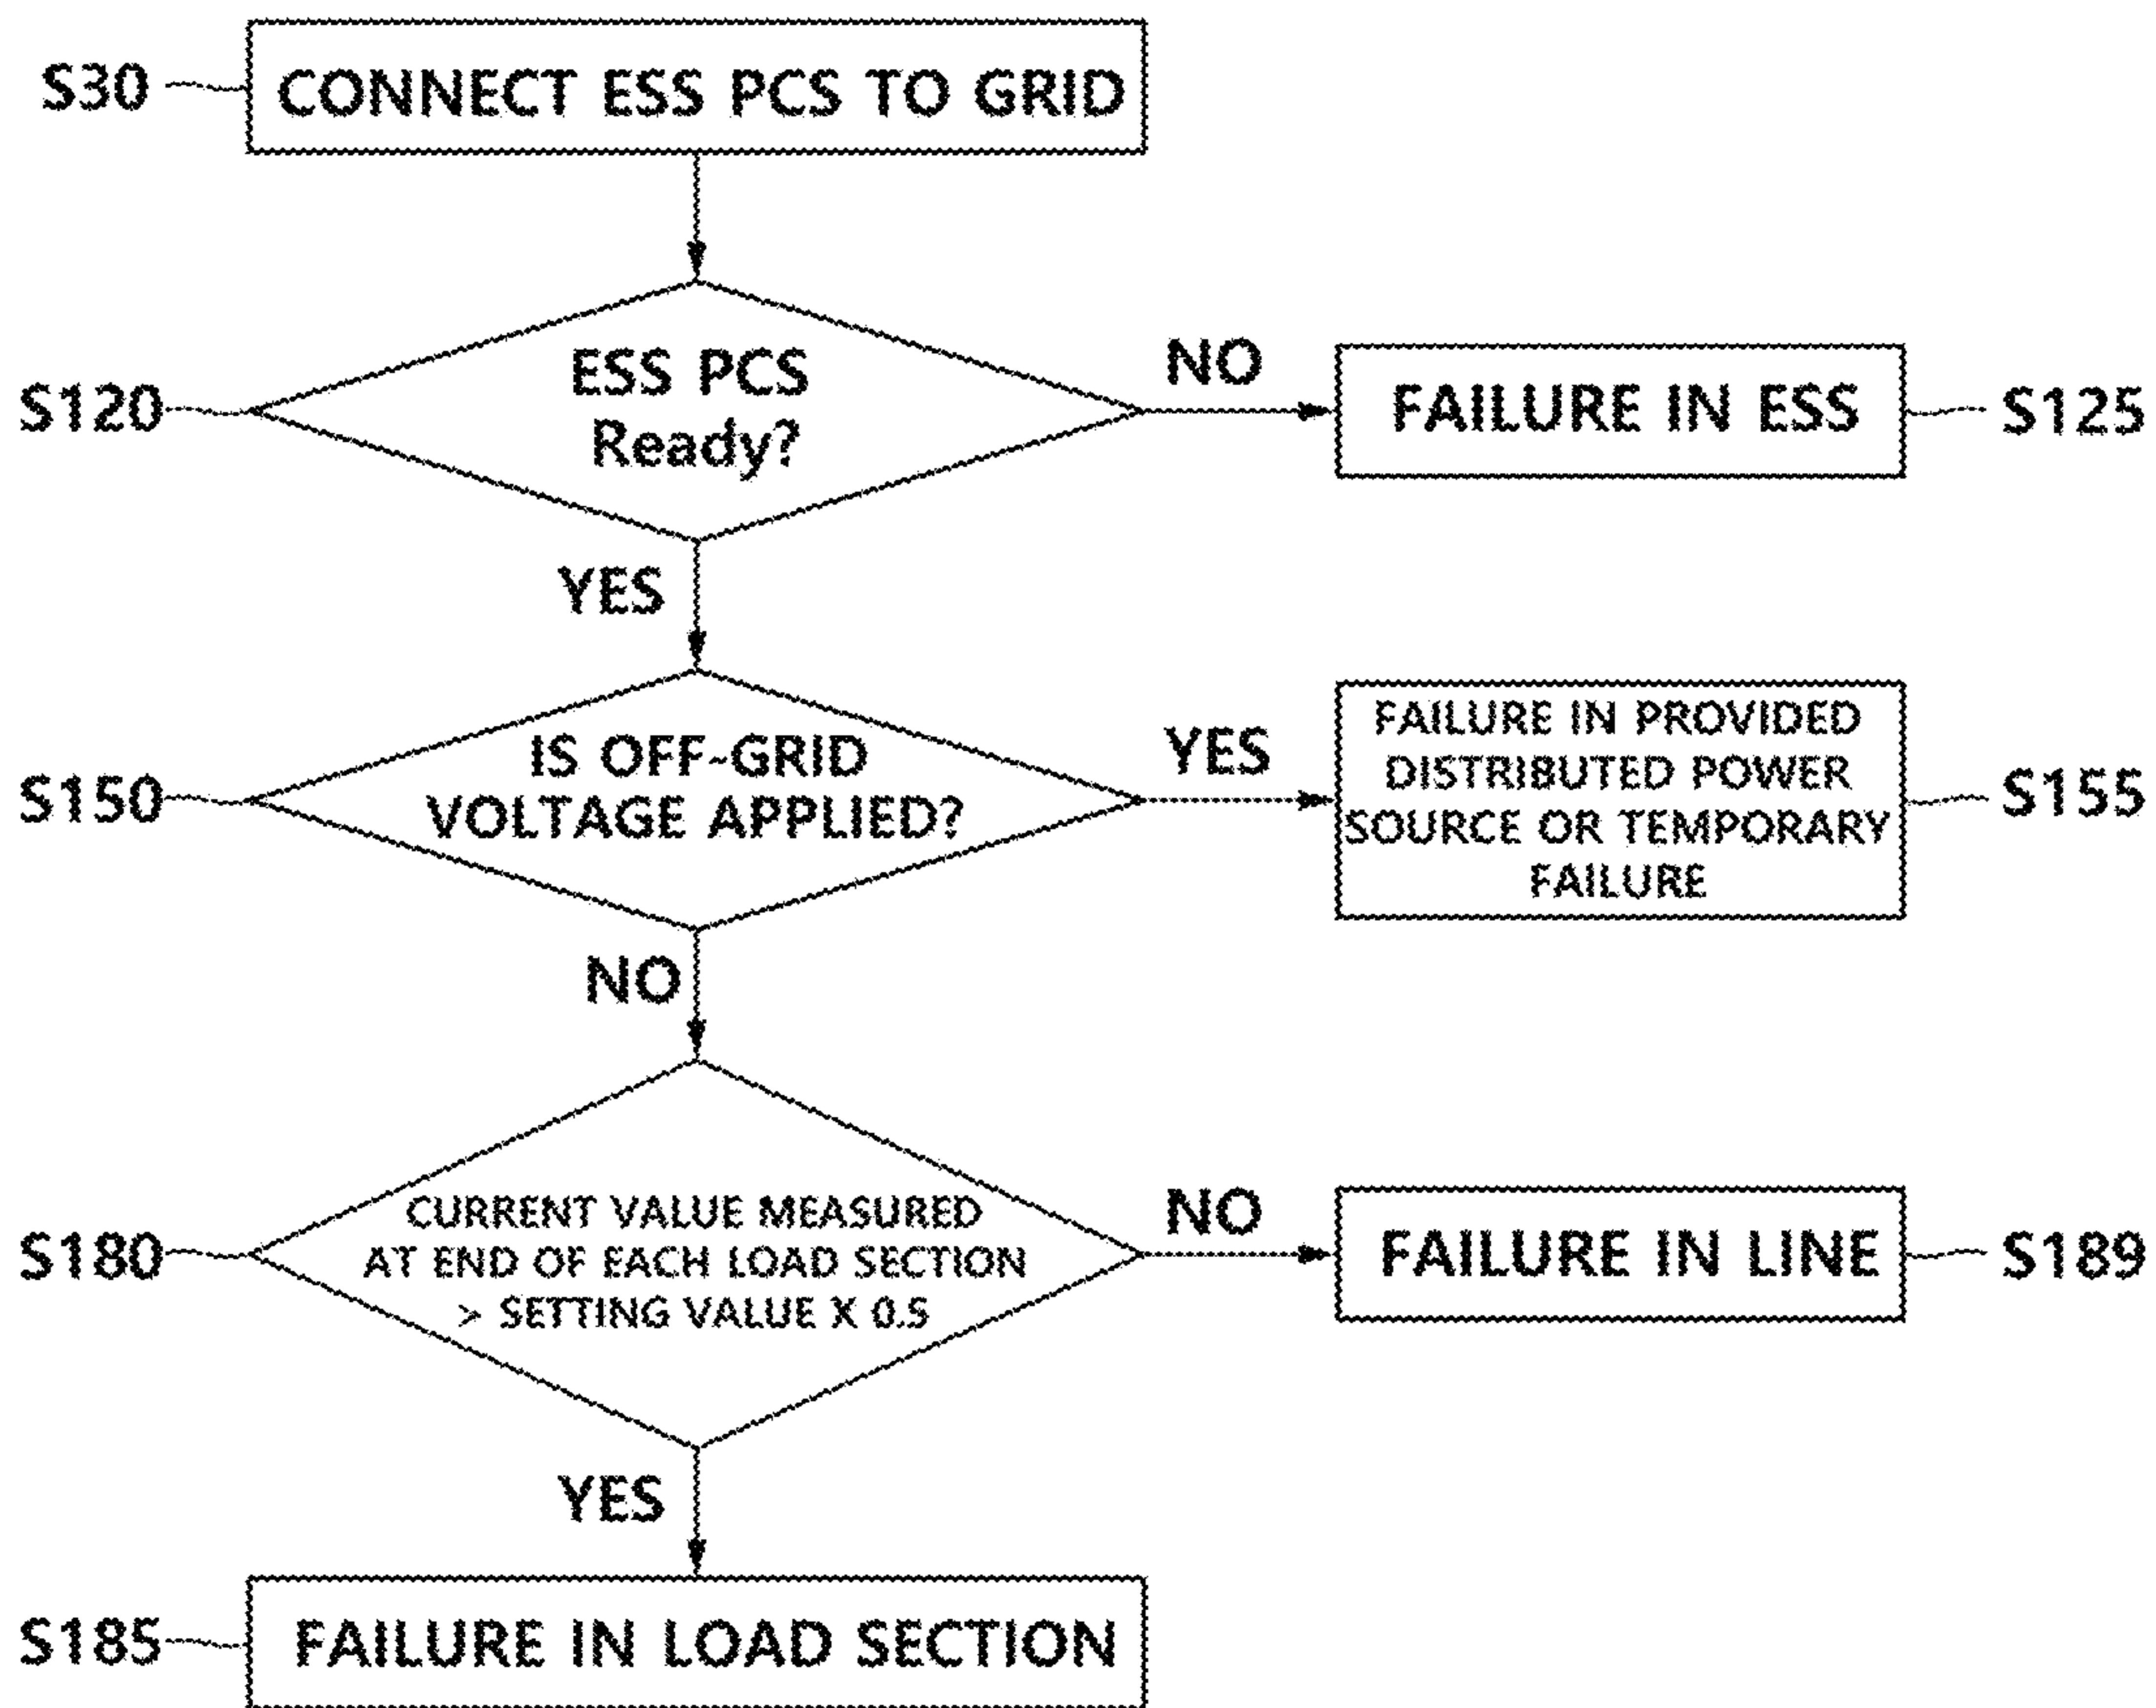 S30
CONNECT ESS PCS TO GRID
S120
ESS PCS
Ready?
NO
FAILURE IN ESS
S125
YES
S150
IS OFF-GRID
VOLTAGE APPLIED?
YES
FAILURE IN PROVIDED
DISTRIBUTED POWER
SOURCE OR TEMPORARY
FAILURE
S155
NO
S180
CURRENT VALUE MEASURED
AT END OF EACH LOAD SECTION
> SETTING VALUE X 0.5
NO
FAILURE IN LINE
S189
YES
S185
FAILURE IN LOAD SECTION